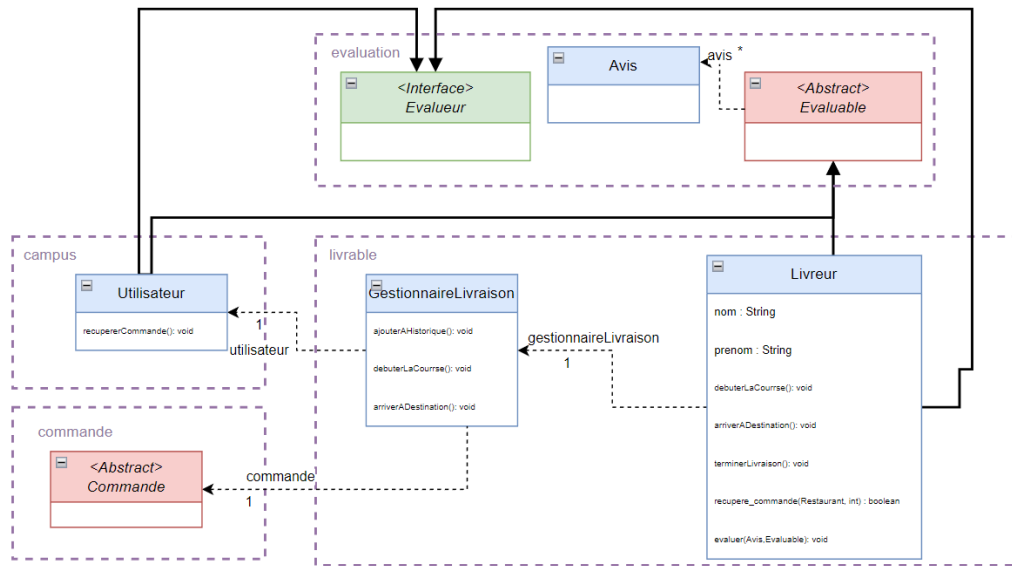 evaluation
<Interface>
Evalueur
Avis
avis *
<Abstract>
Evaluable
campus
Utilisateur
recupererCommande(): void
1
utilisateur
livrable
GestionnaireLivraison
ajouterAHistorique(): void
debuterLaCourrse(): void
arriverADestination(): void
gestionnaireLivraison
1
Livreur
nom : String
prenom : String
debuterLaCourrse(): void
arriverADestination(): void
terminerLivraison(): void
recupere_commande(Restaurant, int) : boolean
evaluer(Avis,Evaluable): void
commande
<Abstract>
Commande
commande
1